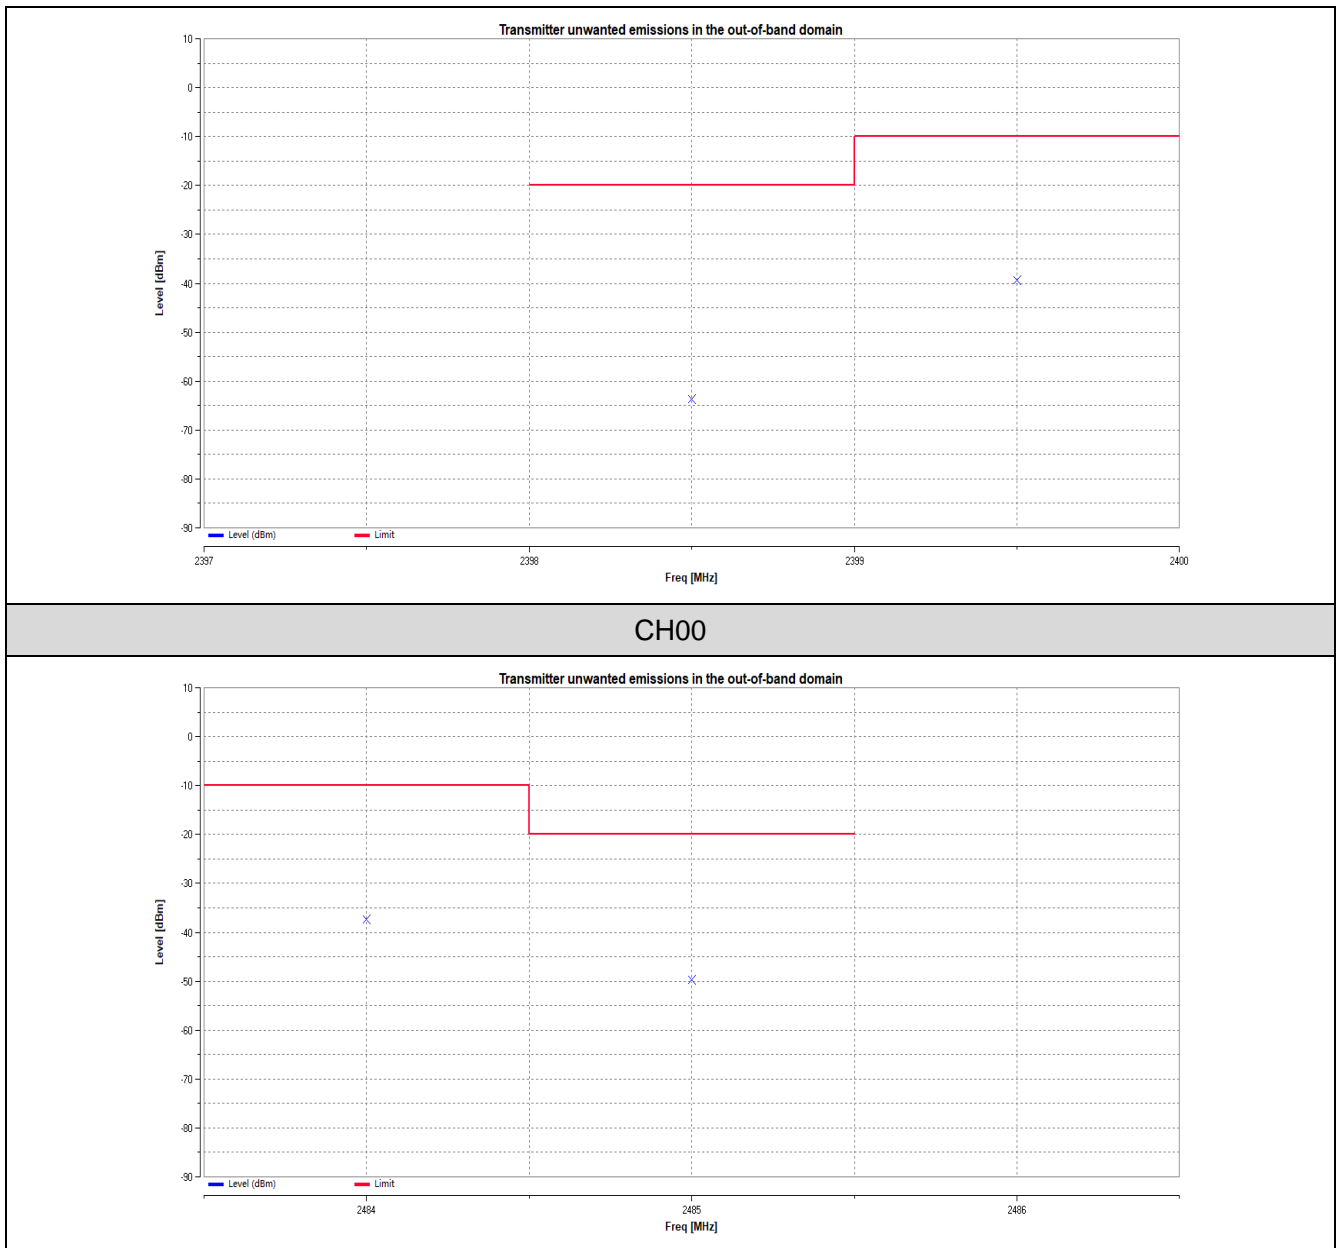 Transmitter unwanted emissions in the out-of-band domain
10
0
-10
-20
-30
-40
-50
-60
-70
-80
-90
Level [dBm]
Level (dBm) Limit
2397 2398 2399 2400
Freq [MHz]
CH00
Transmitter unwanted emissions in the out-of-band domain
10
0
-10
-20
-30
-40
-50
-60
-70
-80
-90
Level [dBm]
Level (dBm) Limit
2484 2485 2486
Freq [MHz]